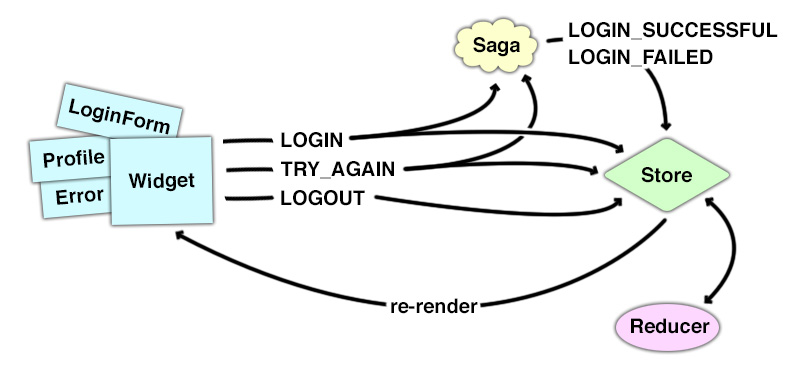 Saga
LOGIN_SUCCESSFUL
LOGIN_FAILED
LoginForm
Profile
Error
Widget
LOGIN
TRY_AGAIN
LOGOUT
Store
re-render
Reducer